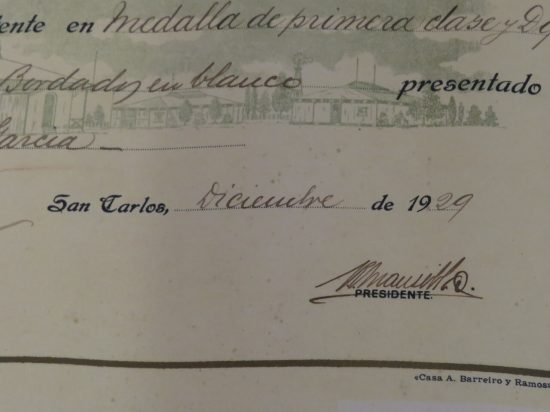 ente en Medalla de primera clase y
Bordados en blanco presentado
García
San Carlos, Diciembre de 1929
PRESIDENTE.
«Casa A. Barreiro y Ramos